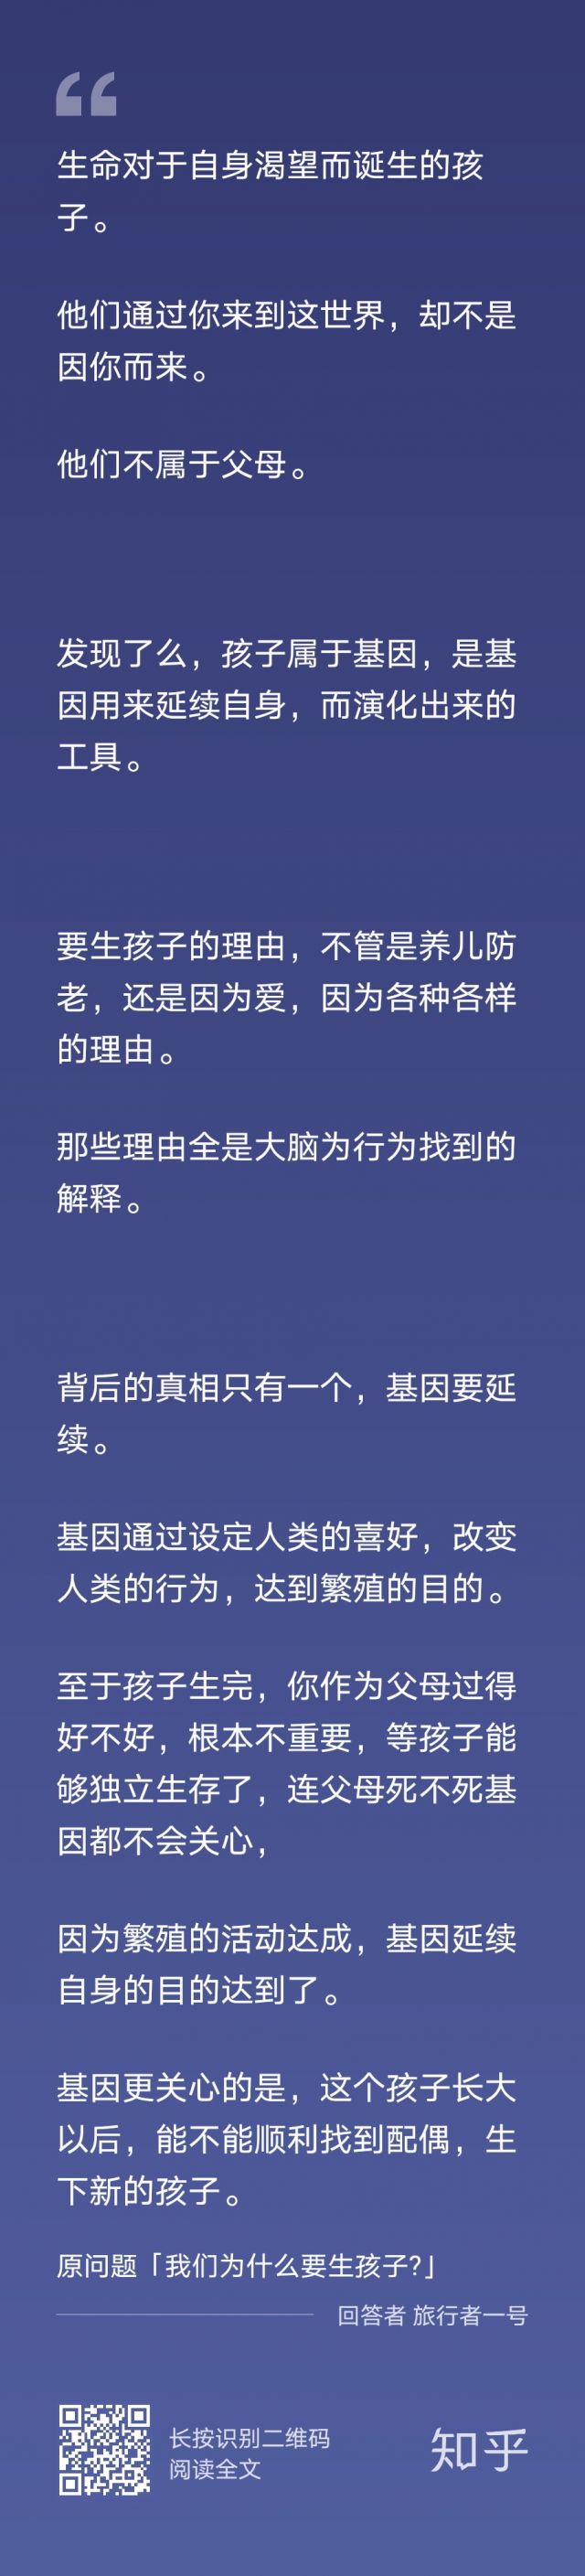 生命对于自身渴望而诞生的孩
子。
他们通过你来到这世界，却不是
因你而来。
他们不属于父母。
发现了么，孩子属于基因，是基
因用来延续自身，而演化出来的
工具。
要生孩子的理由，不管是养儿防
老，还是因为爱，因为各种各样
的理由。
那些理由全是大脑为行为找到的
解释。
背后的真相只有一个，基因要延
续。
基因通过设定人类的喜好，改变
人类的行为，达到繁殖的目的。
至于孩子生完，你作为父母过得
好不好，根本不重要，等孩子能
够独立生存了，连父母死不死基
因都不会关心，
因为繁殖的活动达成，基因延续
自身的目的达到了。
基因更关心的是，这个孩子长大
以后，能不能顺利找到配偶，生
下新的孩子。
原问题「我们为什么要生孩子?」
回答者 旅行者一号
长按识别二维码
阅读全文
知乎